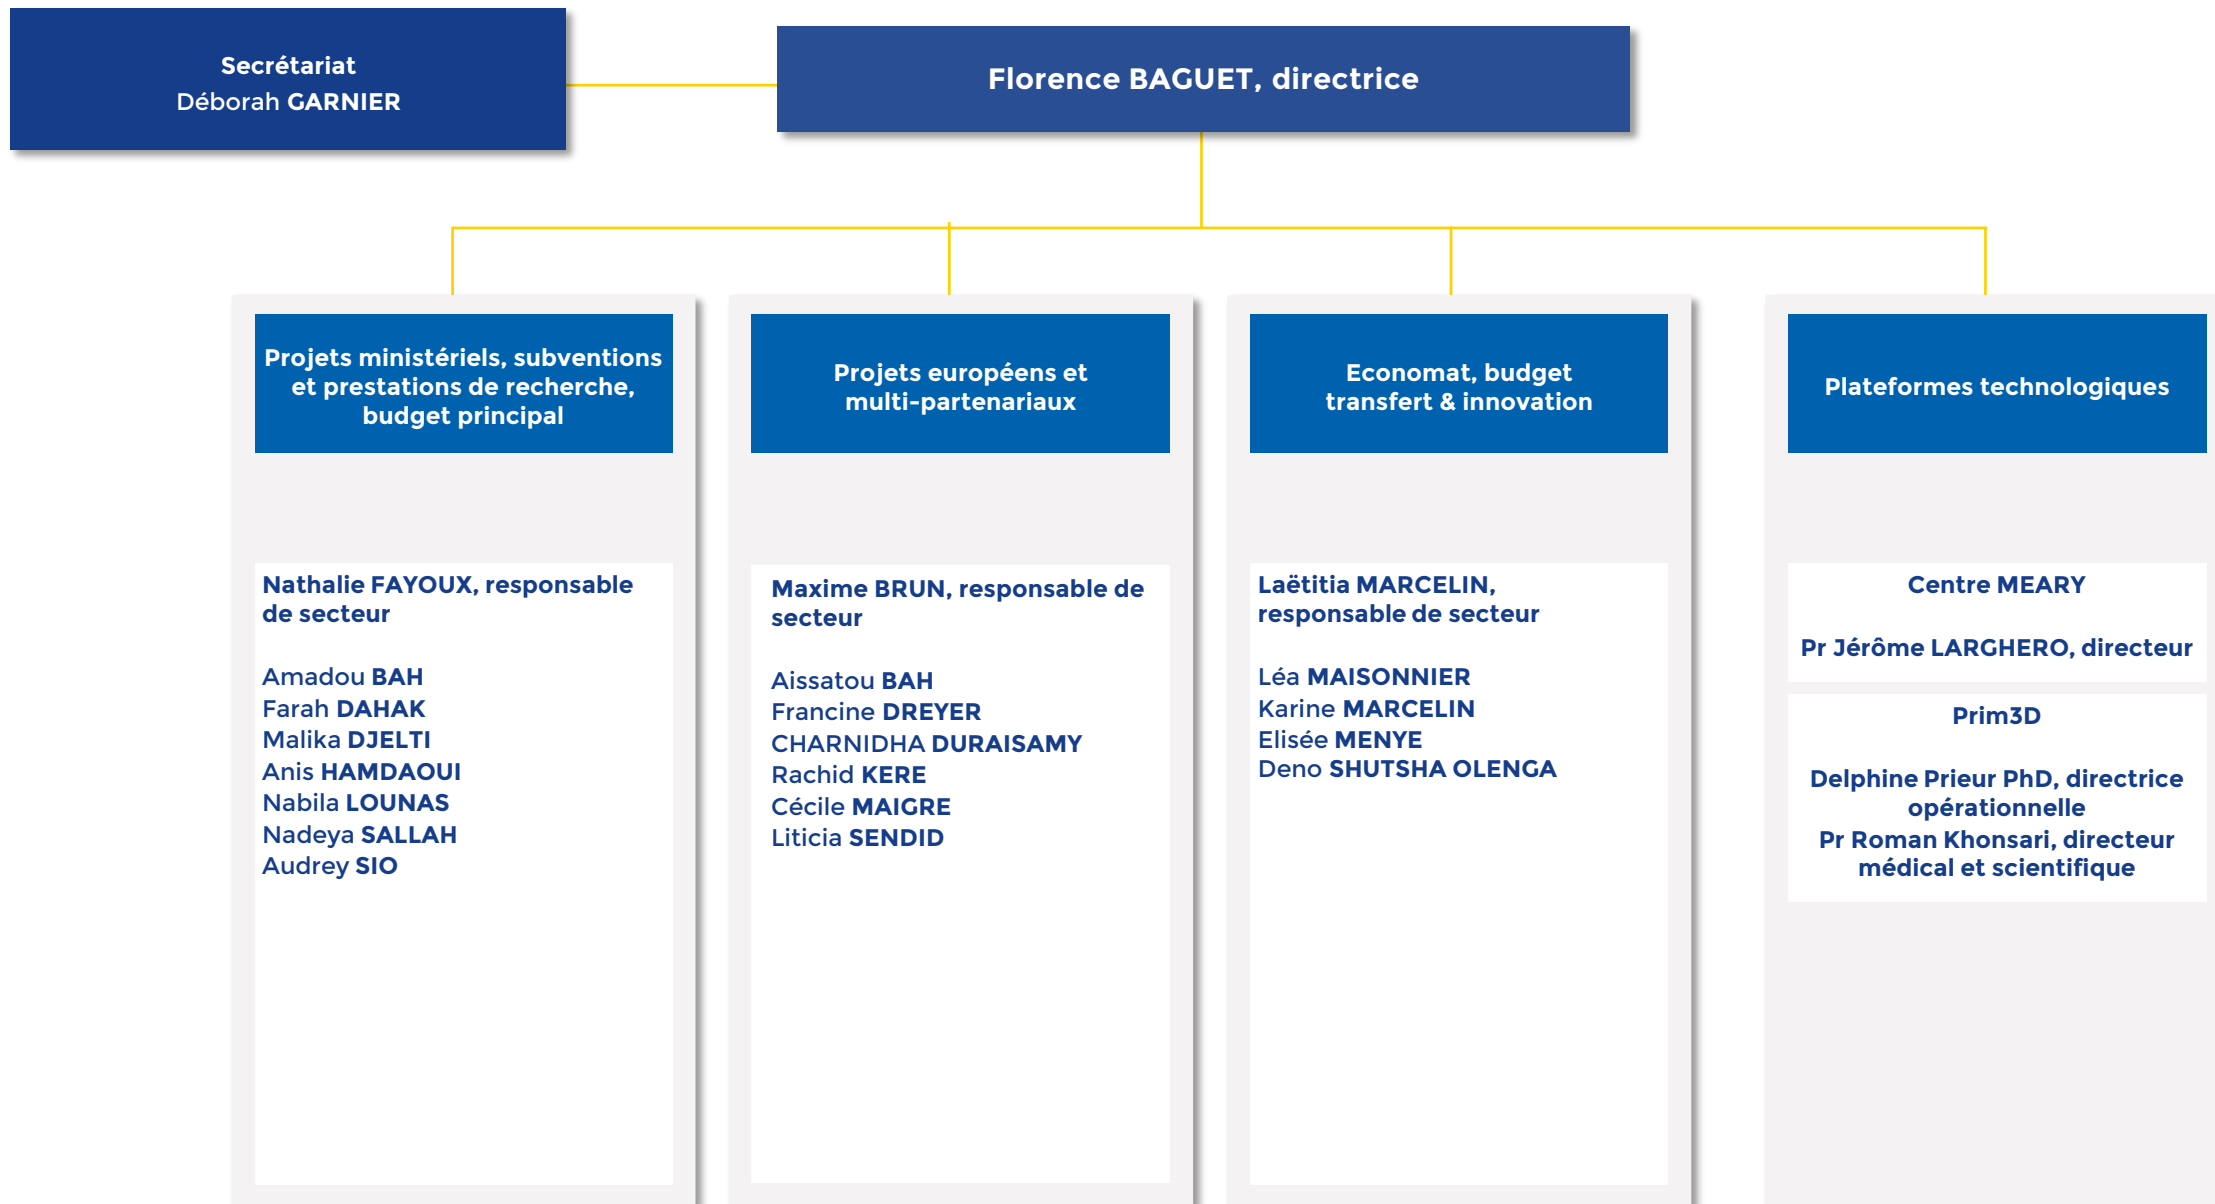 Secrétariat
Déborah GARNIER
Florence BAGUET, directrice
Projets ministériels, subventions
et prestations de recherche,
budget principal
Nathalie FAYOUX, responsable
de secteur
Amadou BAH
Farah DAHAK
Malika DJELTI
Anis HAMDAOUI
Nabila LOUNAS
Nadeya SALLAH
Audrey SIO
Projets européens et
multi-partenariaux
Maxime BRUN, responsable de
secteur
Aissatou BAH
Francine DREYER
CHARNIDHA DURAISAMY
Rachid KERE
Cécile MAIGRE
Liticia SENDID
Economat, budget
transfert & innovation
Laëtitia MARCELIN,
responsable de secteur
Léa MAISONNIER
Karine MARCELIN
Elisée MENYE
Deno SHUTSHA OLENGA
Plateformes technologiques
Centre MEARY
Pr Jérôme LARGHERO, directeur
Prim3D
Delphine Prieur PhD, directrice
opérationnelle
Pr Roman Khonsari, directeur
médical et scientifique